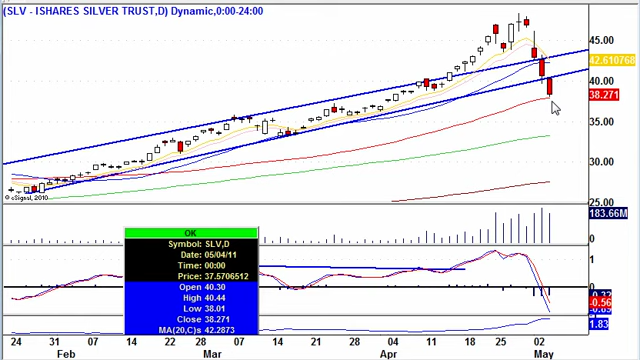 (SLV - ISHARES SILVER TRUST,D) Dynamic,0:00-24:00
45.00
42.610768
40.00
38.271
35.00
30.00
25.00
© eSignal, 2010
183.66M
0
OK
Symbol: SLV,D
Date: 05/04/11
Time: 00:00
Price: 37.5706512
Open 40.30
High 40.44
Low 38.01
Close 38.271
MA(20,C)s 42.2873
1
0
-0.56
1.83
24 31 07 14 22 28 07 14 21 28 04 11 18 25 02
Feb Mar Apr May